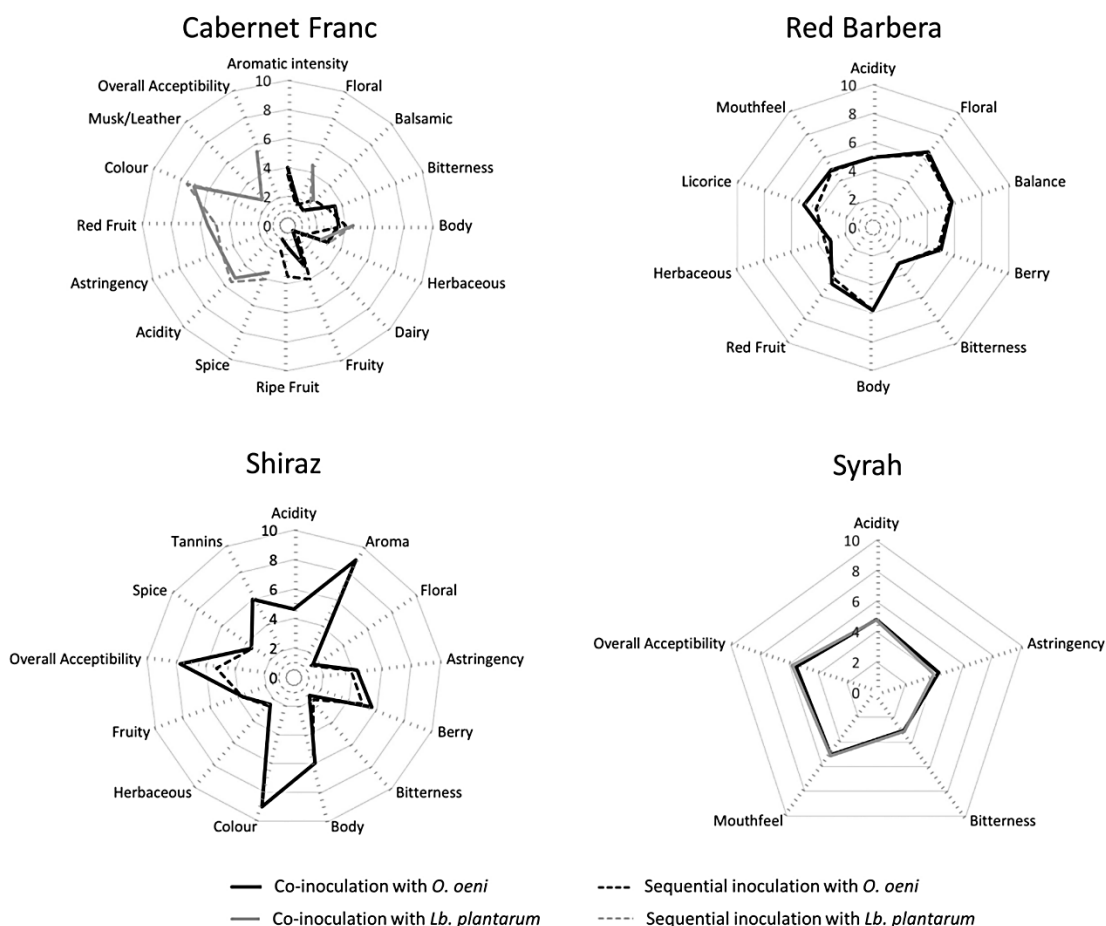 Cabernet Franc
Aromatic intensity
Floral
Balsamic
Bitterness
Body
Herbaceous
Dairy
Fruity
Ripe Fruit
Spice
Acidity
Astringency
Red Fruit
Colour
Musk/Leather
Overall Acceptibility
10
8
6
4
2
0
Red Barbera
Acidity
Floral
Balance
Berry
Bitterness
Body
Red Fruit
Herbaceous
Licorice
Mouthfeel
10
8
6
4
2
0
Shiraz
Acidity
Aroma
Floral
Astringency
Berry
Bitterness
Body
Colour
Herbaceous
Fruity
Overall Acceptibility
Spice
Tannins
10
8
6
4
2
0
Syrah
Acidity
Astringency
Bitterness
Mouthfeel
Overall Acceptibility
10
8
6
4
2
0
Co-inoculation with O. oeni
Sequential inoculation with O. oeni
Co-inoculation with Lb. plantarum
Sequential inoculation with Lb. plantarum